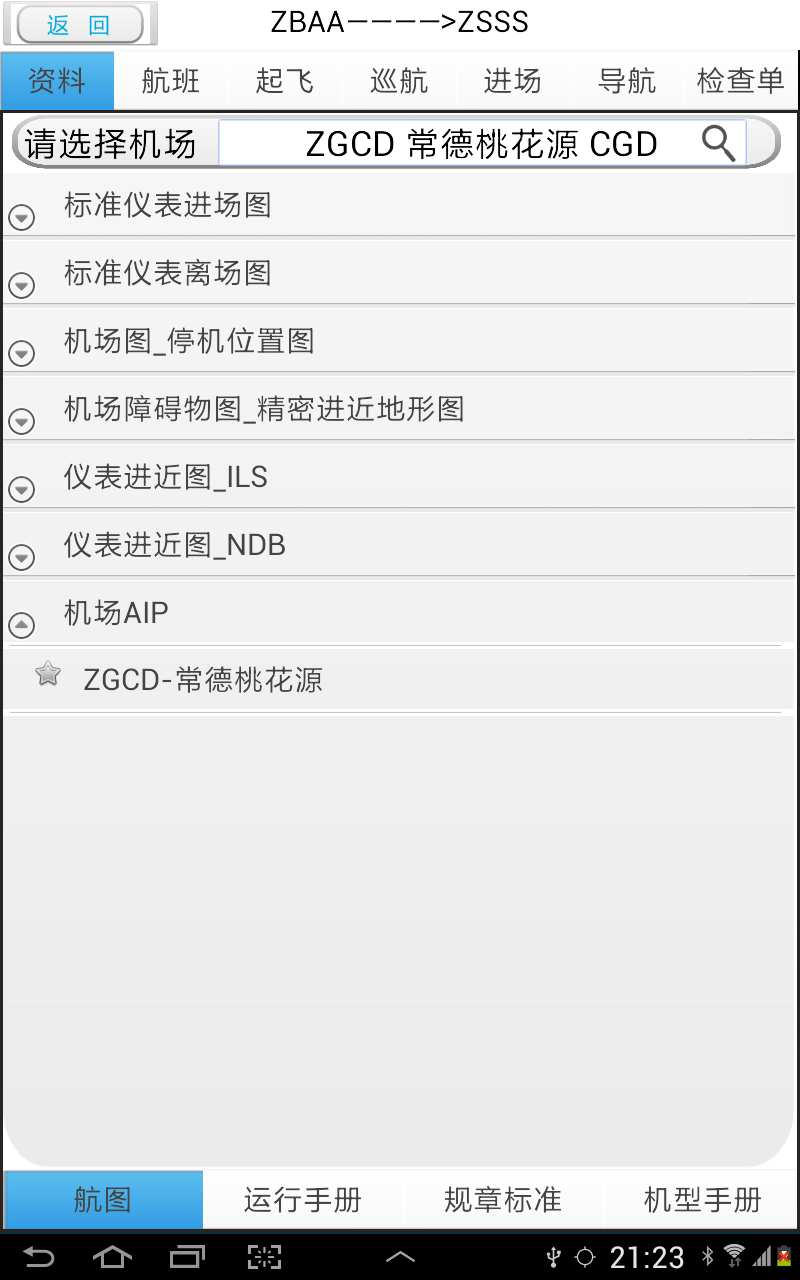 返 回
ZBAA————>ZSSS
资料 航班 起飞 巡航 进场 导航 检查单
请选择机场 ZGCD 常德桃花源 CGD
标准仪表进场图
标准仪表离场图
机场图_停机位置图
机场障碍物图_精密进近地形图
仪表进近图_ILS
仪表进近图_NDB
机场AIP
ZGCD-常德桃花源
航图 运行手册 规章标准 机型手册
21:23